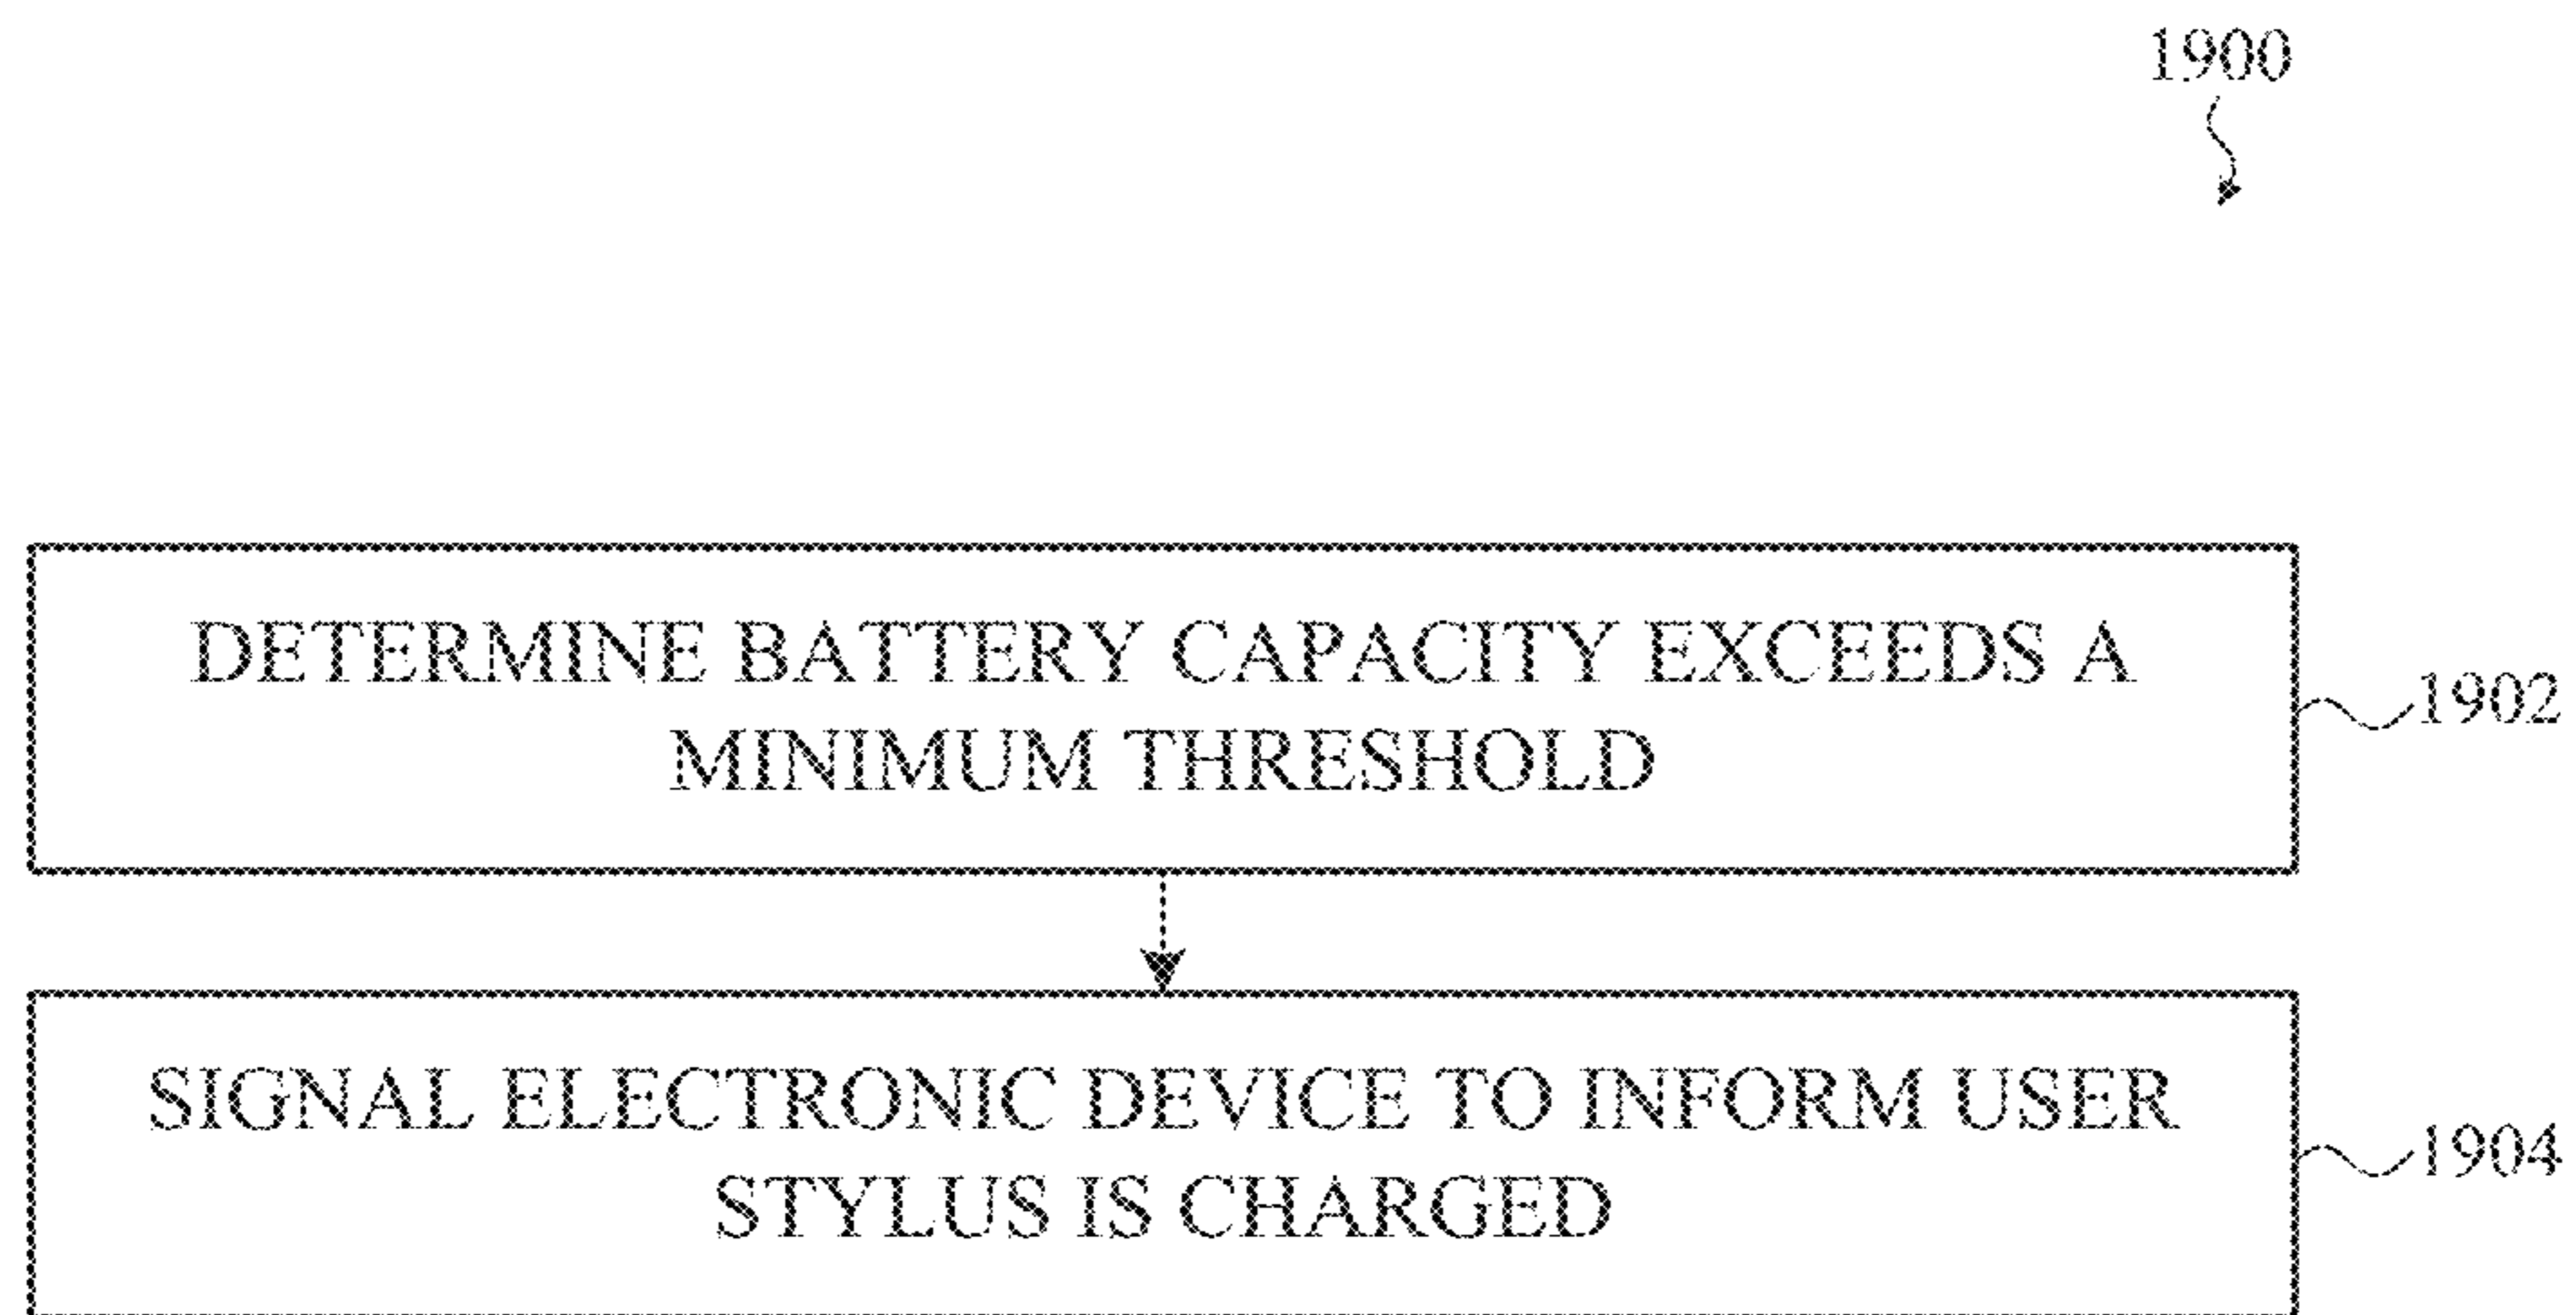 1900
DETERMINE BATTERY CAPACITY EXCEEDS A
MINIMUM THRESHOLD
1902
SIGNAL ELECTRONIC DEVICE TO INFORM USER
STYLUS IS CHARGED
1904